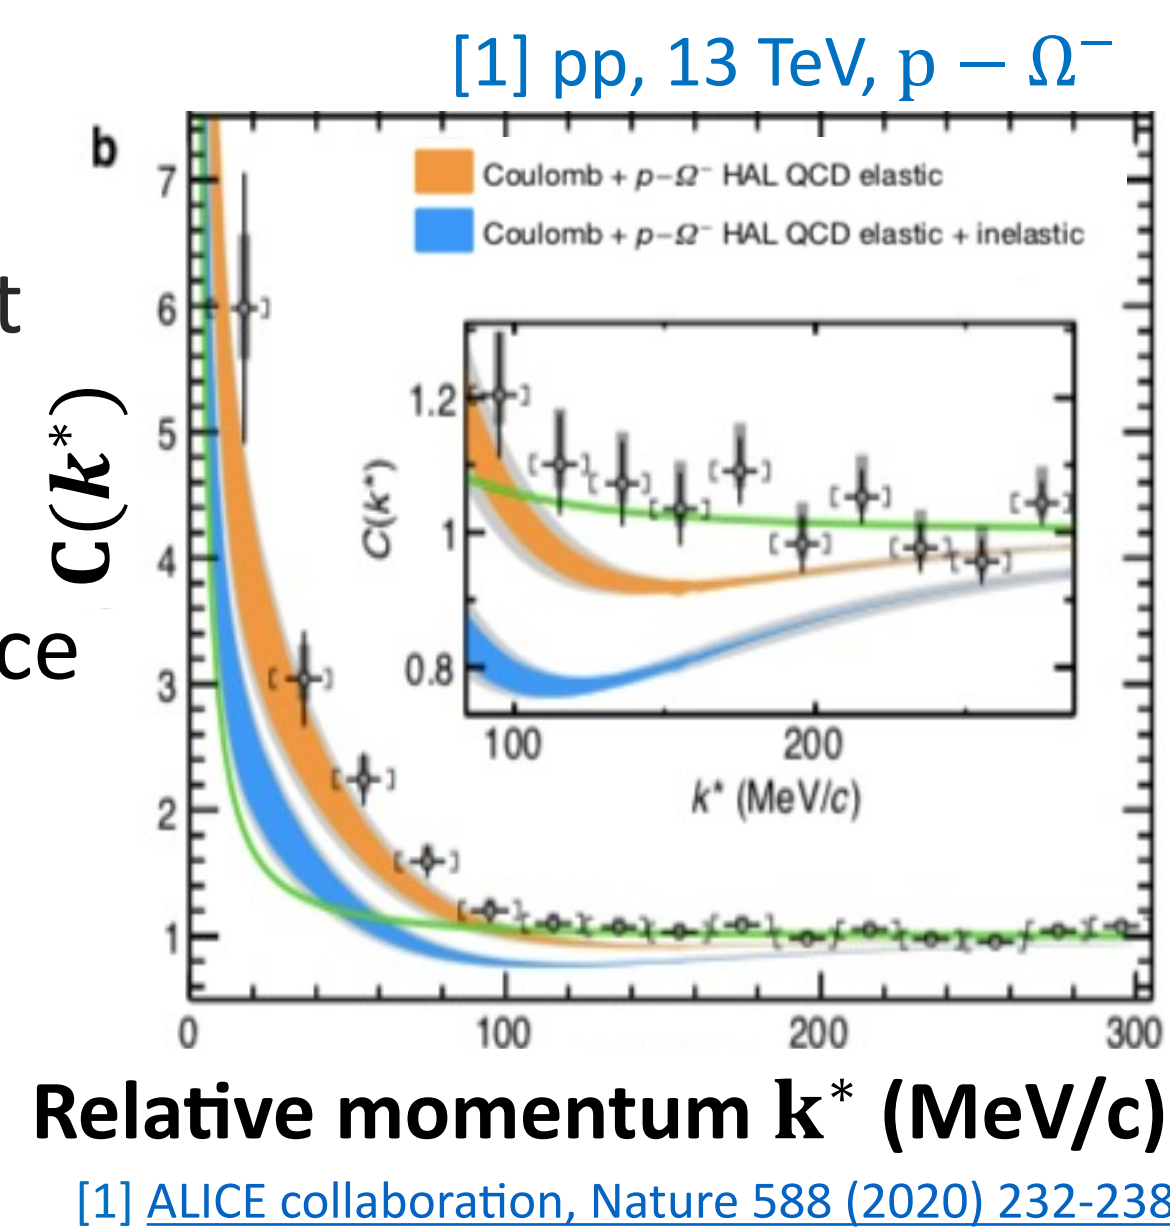 [1] pp, 13 TeV, p − Ω⁻
b
Coulomb + p–Ω⁻ HAL QCD elastic
Coulomb + p–Ω⁻ HAL QCD elastic + inelastic
7
6
5
4
3
2
1
t
ce
C(k*)
1.2
1
0.8
C(k*)
100 200
k* (MeV/c)
0 100 200 300
Relative momentum k* (MeV/c)
[1] ALICE collaboration, Nature 588 (2020) 232-238